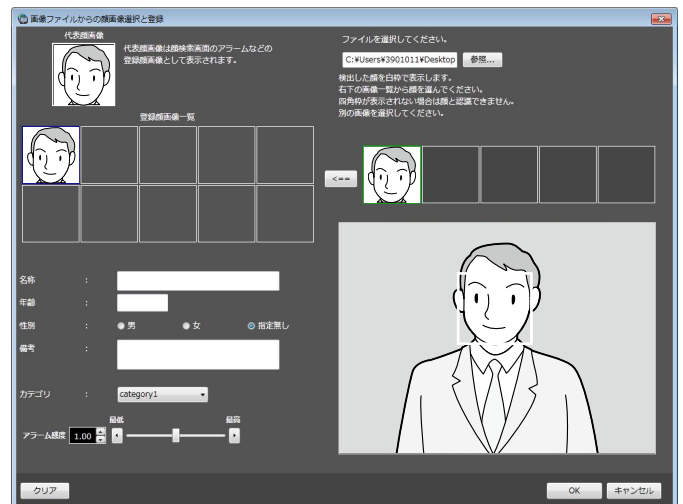 画像ファイルからの顔画像選択と登録
代表顔画像
代表顔画像は顔検索画面のアラームなどの
登録顔画像として表示されます。
登録顔画像一覧
ファイルを選択してください。
C:¥Users¥3901011¥Desktop
参照...
検出した顔を白枠で表示します。
右下の画像一覧から顔を選んでください。
四角枠が表示されない場合は顔と認識できません。
別の画像を選択してください。
<==
名称 :
年齢 :
性別 : 男 女 指定無し
備考 :
カテゴリ : category1
最低 最高
アラーム感度 1.00
クリア
OK キャンセル